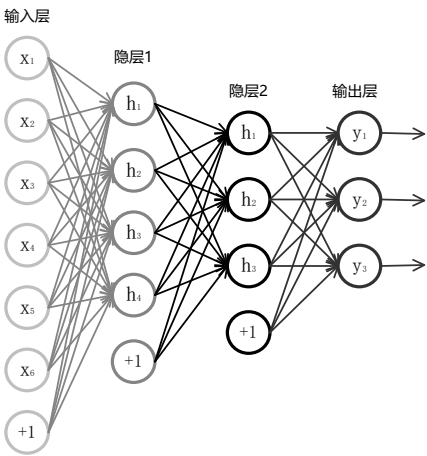 输入层
x₁
x₂
x₃
x₄
x₅
x₆
+1
隐层1
h₁
h₂
h₃
h₄
+1
隐层2
h₁
h₂
h₃
+1
输出层
y₁
y₂
y₃